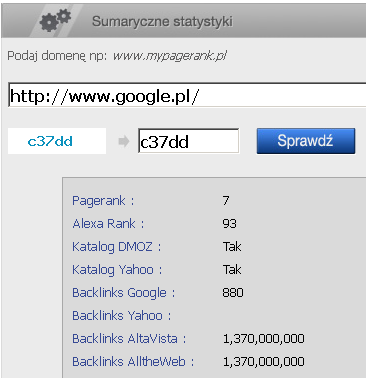 Sumaryczne statystyki
Podaj domenę np: www.mypagerank.pl
http://www.google.pl/
c37dd c37dd Sprawdź
Pagerank : 7
Alexa Rank : 93
Katalog DMOZ : Tak
Katalog Yahoo : Tak
Backlinks Google : 880
Backlinks Yahoo :
Backlinks AltaVista : 1,370,000,000
Backlinks AlltheWeb : 1,370,000,000